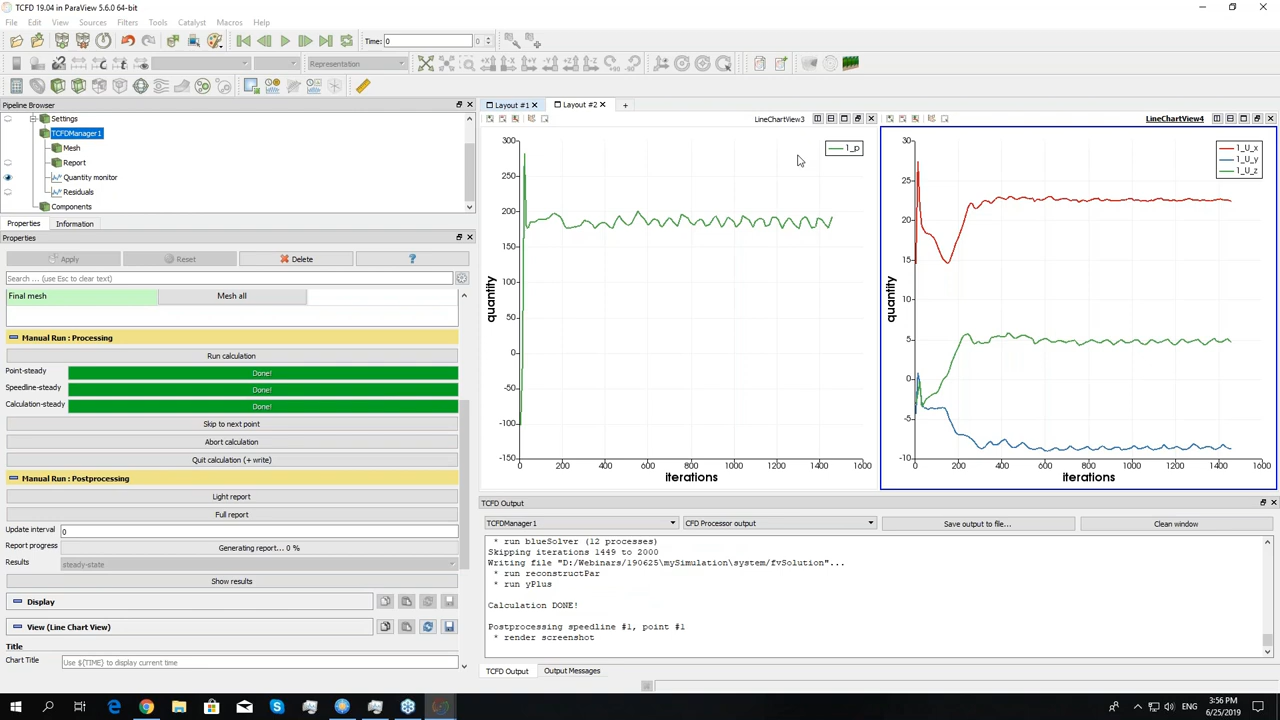 TCFD 19.04 in ParaView 5.6.0 64-bit
File Edit View Sources Filters Tools Catalyst Macros Help
Time: 0 0
Representation
Pipeline Browser
Settings
TCFDManager1
Mesh
Report
Quantity monitor
Residuals
Components
Properties Information
Properties
Apply Reset Delete ?
Search ... (use Esc to clear text)
Final mesh Mesh all
Manual Run : Processing
Run calculation
Point-steady Done!
Speedline-steady Done!
Calculation-steady Done!
Skip to next point
Abort calculation
Quit calculation (+ write)
Manual Run : Postprocessing
Light report
Full report
Update interval 0
Report progress Generating report... 0 %
Results steady-state
Show results
Display
View (Line Chart View)
Title
Chart Title Use ${TIME} to display current time
Layout #1 Layout #2 +
LineChartView3
1_p
300
250
200
150
100
50
0
-50
-100
-150
quantity
0 200 400 600 800 1000 1200 1400 1600
iterations
LineChartView4
1_U_x
1_U_y
1_U_z
30
25
20
15
10
5
0
-5
-10
quantity
0 200 400 600 800 1000 1200 1400 1600
iterations
TCFD Output
TCFDManager1 CFD Processor output Save output to file... Clean window
* run blueSolver (12 processes)
Skipping iterations 1449 to 2000
Writing file "D:/Webinars/190625\mySimulation\system/fvSolution"...
* run reconstructPar
* run yPlus
Calculation DONE!
Postprocessing speedline #1, point #1
* render screenshot
TCFD Output Output Messages
ENG
3:56 PM
6/25/2019